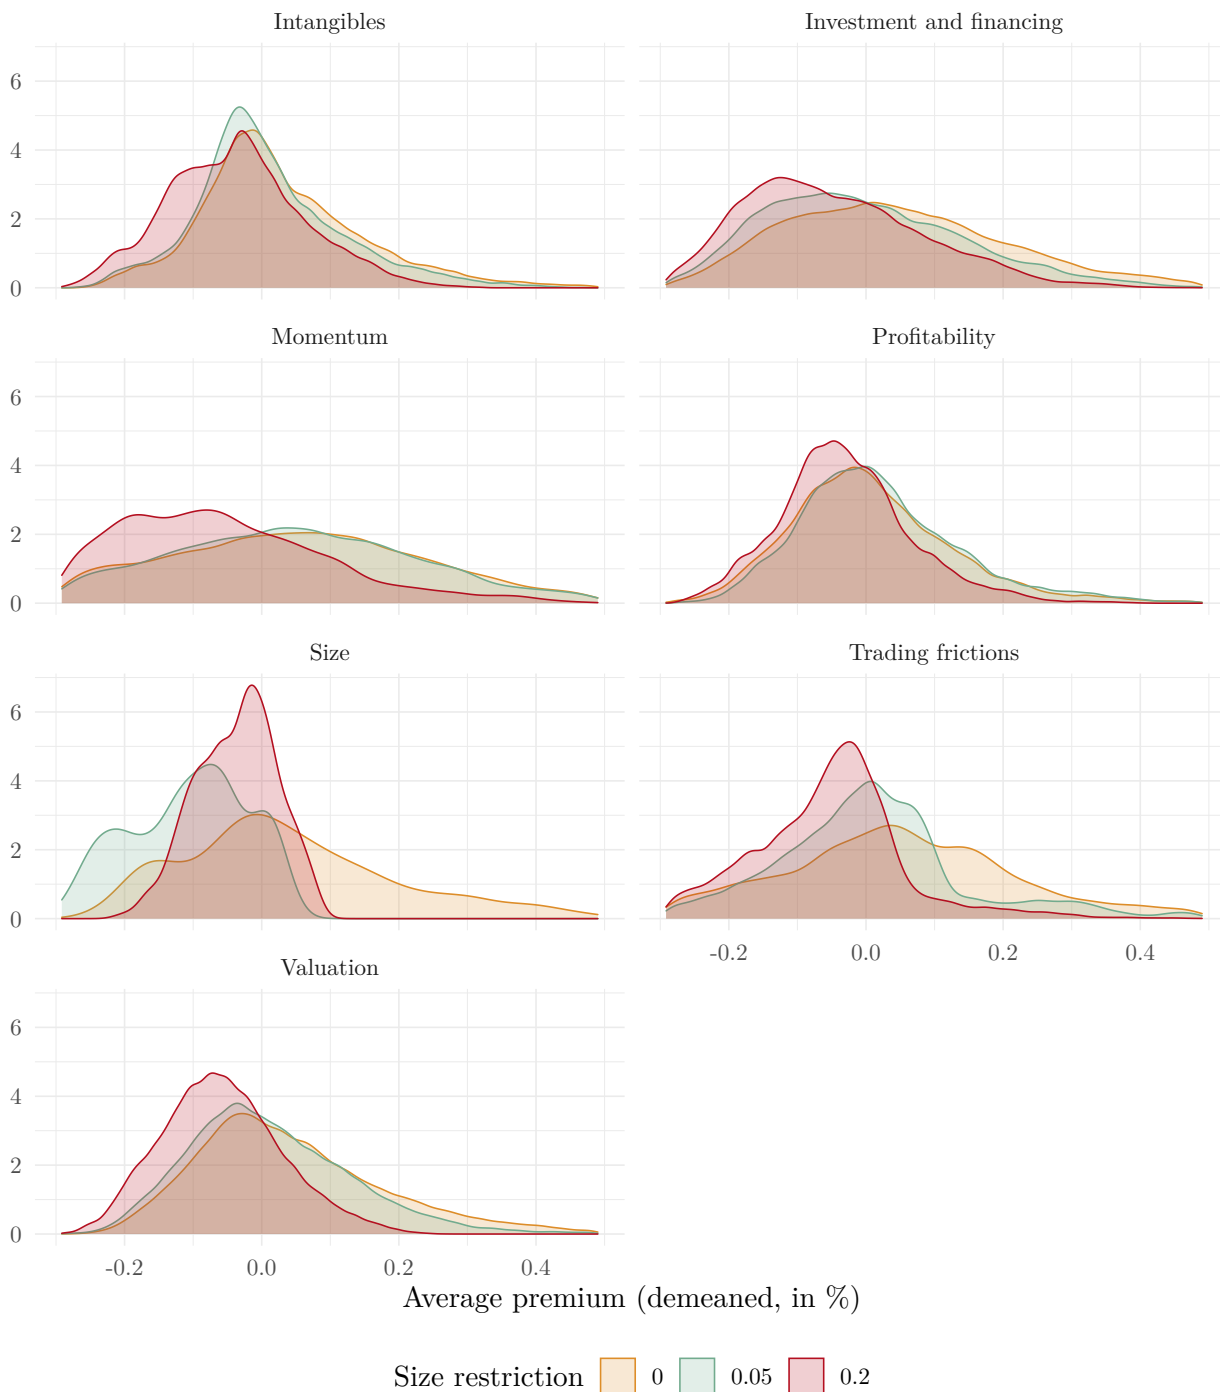 Intangibles
Investment and financing
6
4
2
0
Momentum
Profitability
6
4
2
0
Size
Trading frictions
6
4
2
0
-0.2 0.0 0.2 0.4
Valuation
6
4
2
0
-0.2 0.0 0.2 0.4
Average premium (demeaned, in %)
Size restriction 0 0.05 0.2